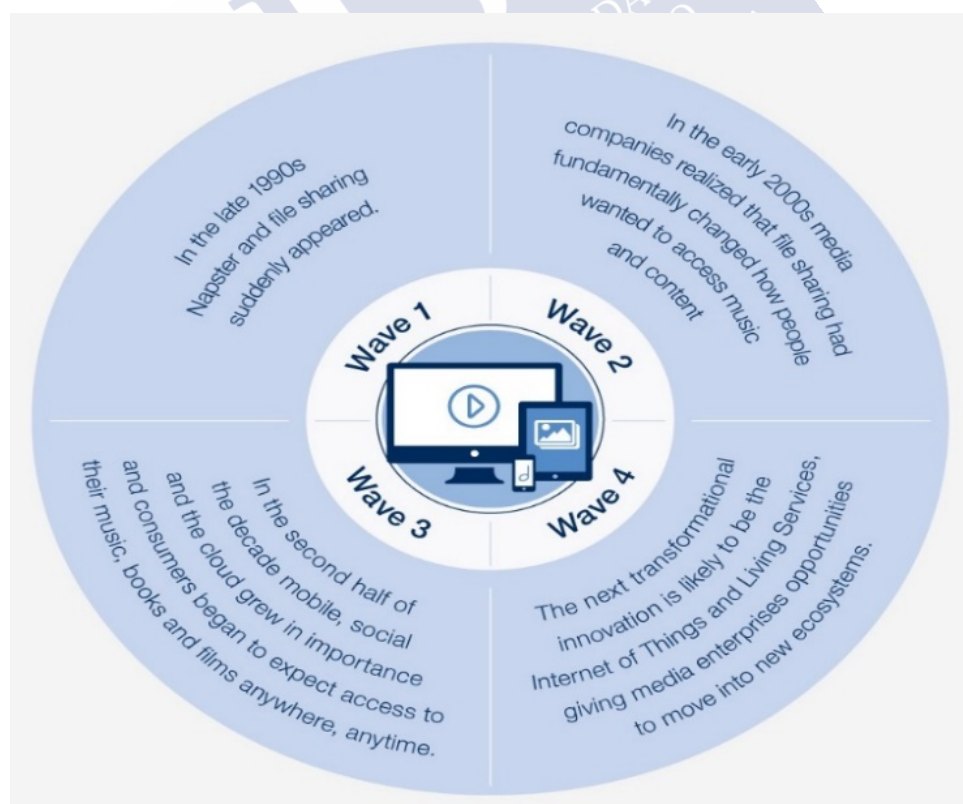 In the late 1990s
Napster and file sharing
suddenly appeared.
In the early 2000s media
companies realized that file sharing had
fundamentally changed how people
wanted to access music
and content
Wave 1
Wave 2
Wave 3
Wave 4
In the second half of
the decade mobile, social
and the cloud grew in importance
and consumers began to expect access to
their music, books and films anywhere, anytime.
The next transformational
innovation is likely to be the
Internet of Things and Living Services,
giving media enterprises opportunities
to move into new ecosystems.